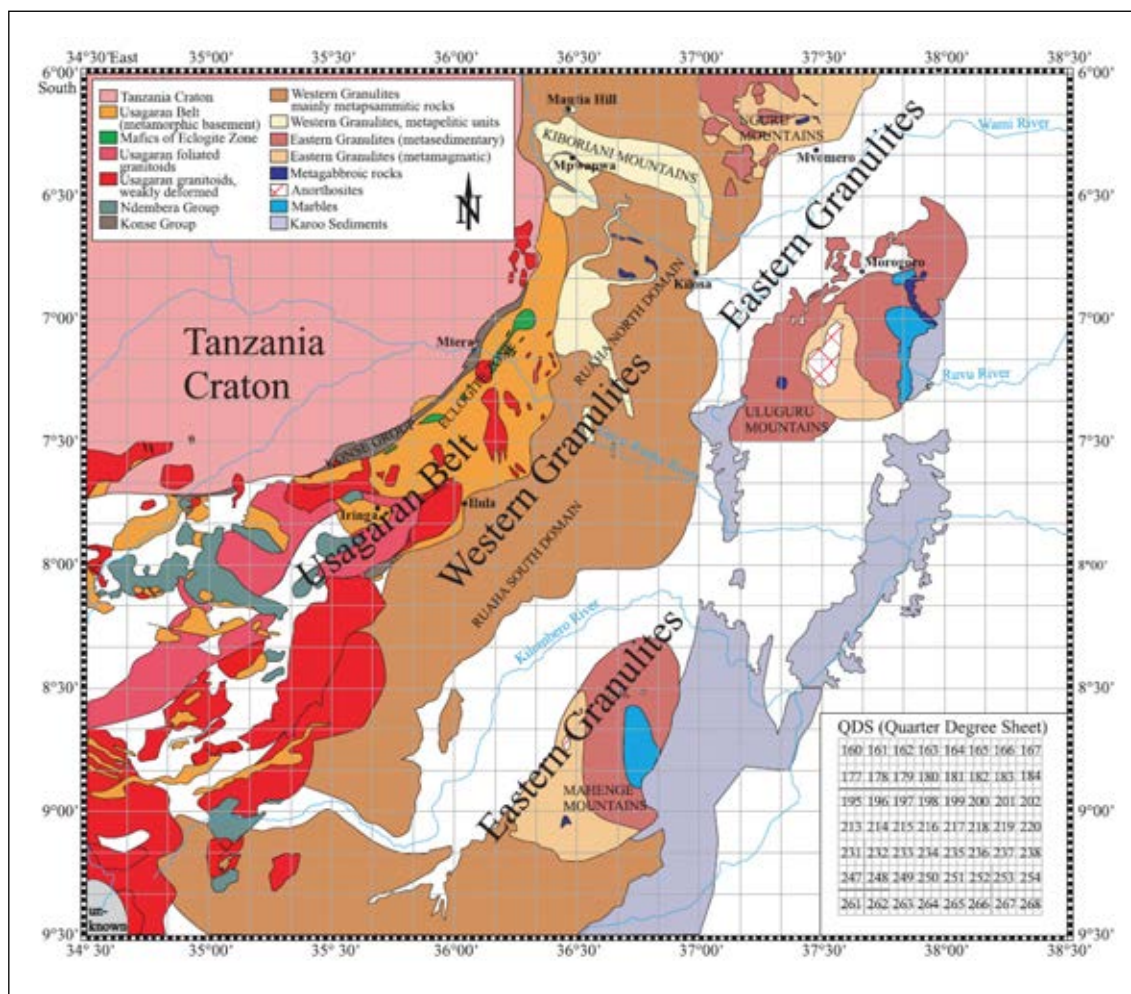 34°30' East
35°00'
35°30'
36°00'
36°30'
37°00'
37°30'
38°00'
38°30'
6°00'
South
6°30'
7°00'
7°30'
8°00'
8°30'
9°00'
9°30'
Tanzania Craton
Usagaran Belt
(metamorphic basement)
Mafics of Eclogite Zone
Usagaran foliated
granitoids
Usagaran granitoids,
weakly deformed
Ndembera Group
Konse Group
Western Granulites
mainly metapsammitic rocks
Western Granulites, metapelitic units
Eastern Granulites (metasedimentary)
Eastern Granulites (metamagmatic)
Metagabbroic rocks
Anorthosites
Marbles
Karoo Sediments
N
Mautia Hill
KIBORIANI MOUNTAINS
Mpwapwa
NGURU
MOUNTAINS
Mvomero
Wami River
Eastern Granulites
Morogoro
Kilosa
Tanzania
Craton
Mtera
ECLOGITE ZONE
KONSE GROUP
RUAHA NORTH DOMAIN
Ruvu River
ULUGURU
MOUNTAINS
Usagaran Belt
Western Granulites
Great Ruaha River
Iringa
Ilula
RUAHA SOUTH DOMAIN
Kilombero River
Eastern Granulites
MAHENGE
MOUNTAINS
un-
known
QDS (Quarter Degree Sheet)
160 161 162 163 164 165 166 167
177 178 179 180 181 182 183 184
195 196 197 198 199 200 201 202
213 214 215 216 217 218 219 220
231 232 233 234 235 236 237 238
247 248 249 250 251 252 253 254
261 262 263 264 265 266 267 268
6°00'
6°30'
7°00'
7°30'
8°00'
8°30'
9°00'
9°30'
34°30'
35°00'
35°30'
36°00'
36°30'
37°00'
37°30'
38°00'
38°30'